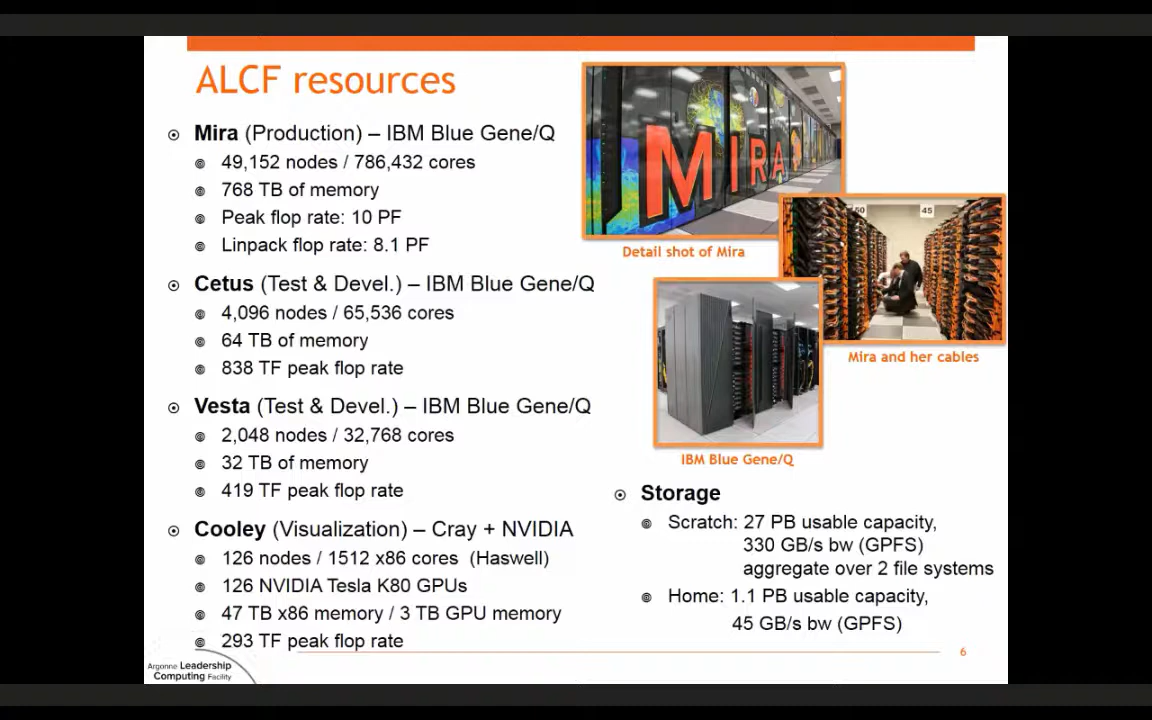 ALCF resources
Mira (Production) – IBM Blue Gene/Q
49,152 nodes / 786,432 cores
768 TB of memory
Peak flop rate: 10 PF
Linpack flop rate: 8.1 PF
Cetus (Test & Devel.) – IBM Blue Gene/Q
4,096 nodes / 65,536 cores
64 TB of memory
838 TF peak flop rate
Vesta (Test & Devel.) – IBM Blue Gene/Q
2,048 nodes / 32,768 cores
32 TB of memory
419 TF peak flop rate
Cooley (Visualization) – Cray + NVIDIA
126 nodes / 1512 x86 cores (Haswell)
126 NVIDIA Tesla K80 GPUs
47 TB x86 memory / 3 TB GPU memory
293 TF peak flop rate
MIRA
Detail shot of Mira
50
45
Mira and her cables
IBM Blue Gene/Q
Storage
Scratch: 27 PB usable capacity,
330 GB/s bw (GPFS)
aggregate over 2 file systems
Home: 1.1 PB usable capacity,
45 GB/s bw (GPFS)
Argonne Leadership
Computing Facility
6